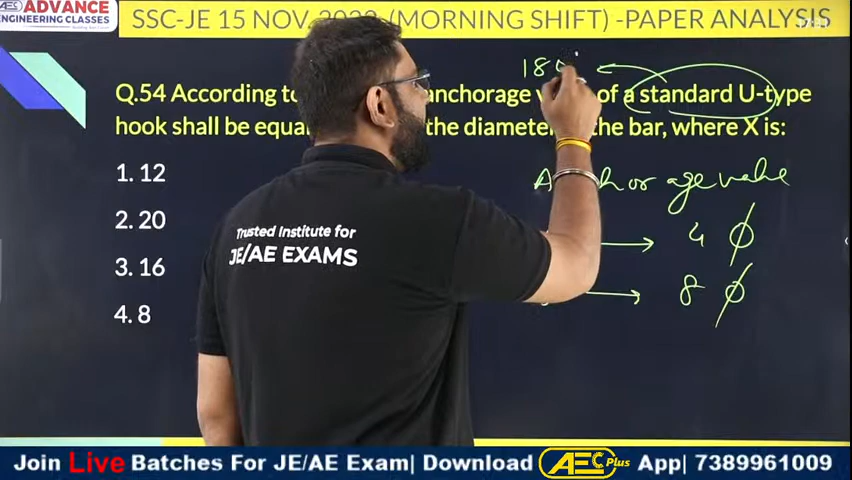 ADVANCE
ENGINEERING CLASSES
SSC-JE 15 NOV (MORNING SHIFT) -PAPER ANALYSIS
180°
Q.54 According to anchorage of a standard U-type
hook shall be the diameter the bar, where X is:
1. 12
2. 20
3. 16
4. 8
Anchorage value
4 φ
8 φ
Trusted Institute for
JE/AE EXAMS
Join Live Batches For JE/AE Exam| Download AEC Plus App| 7389961009